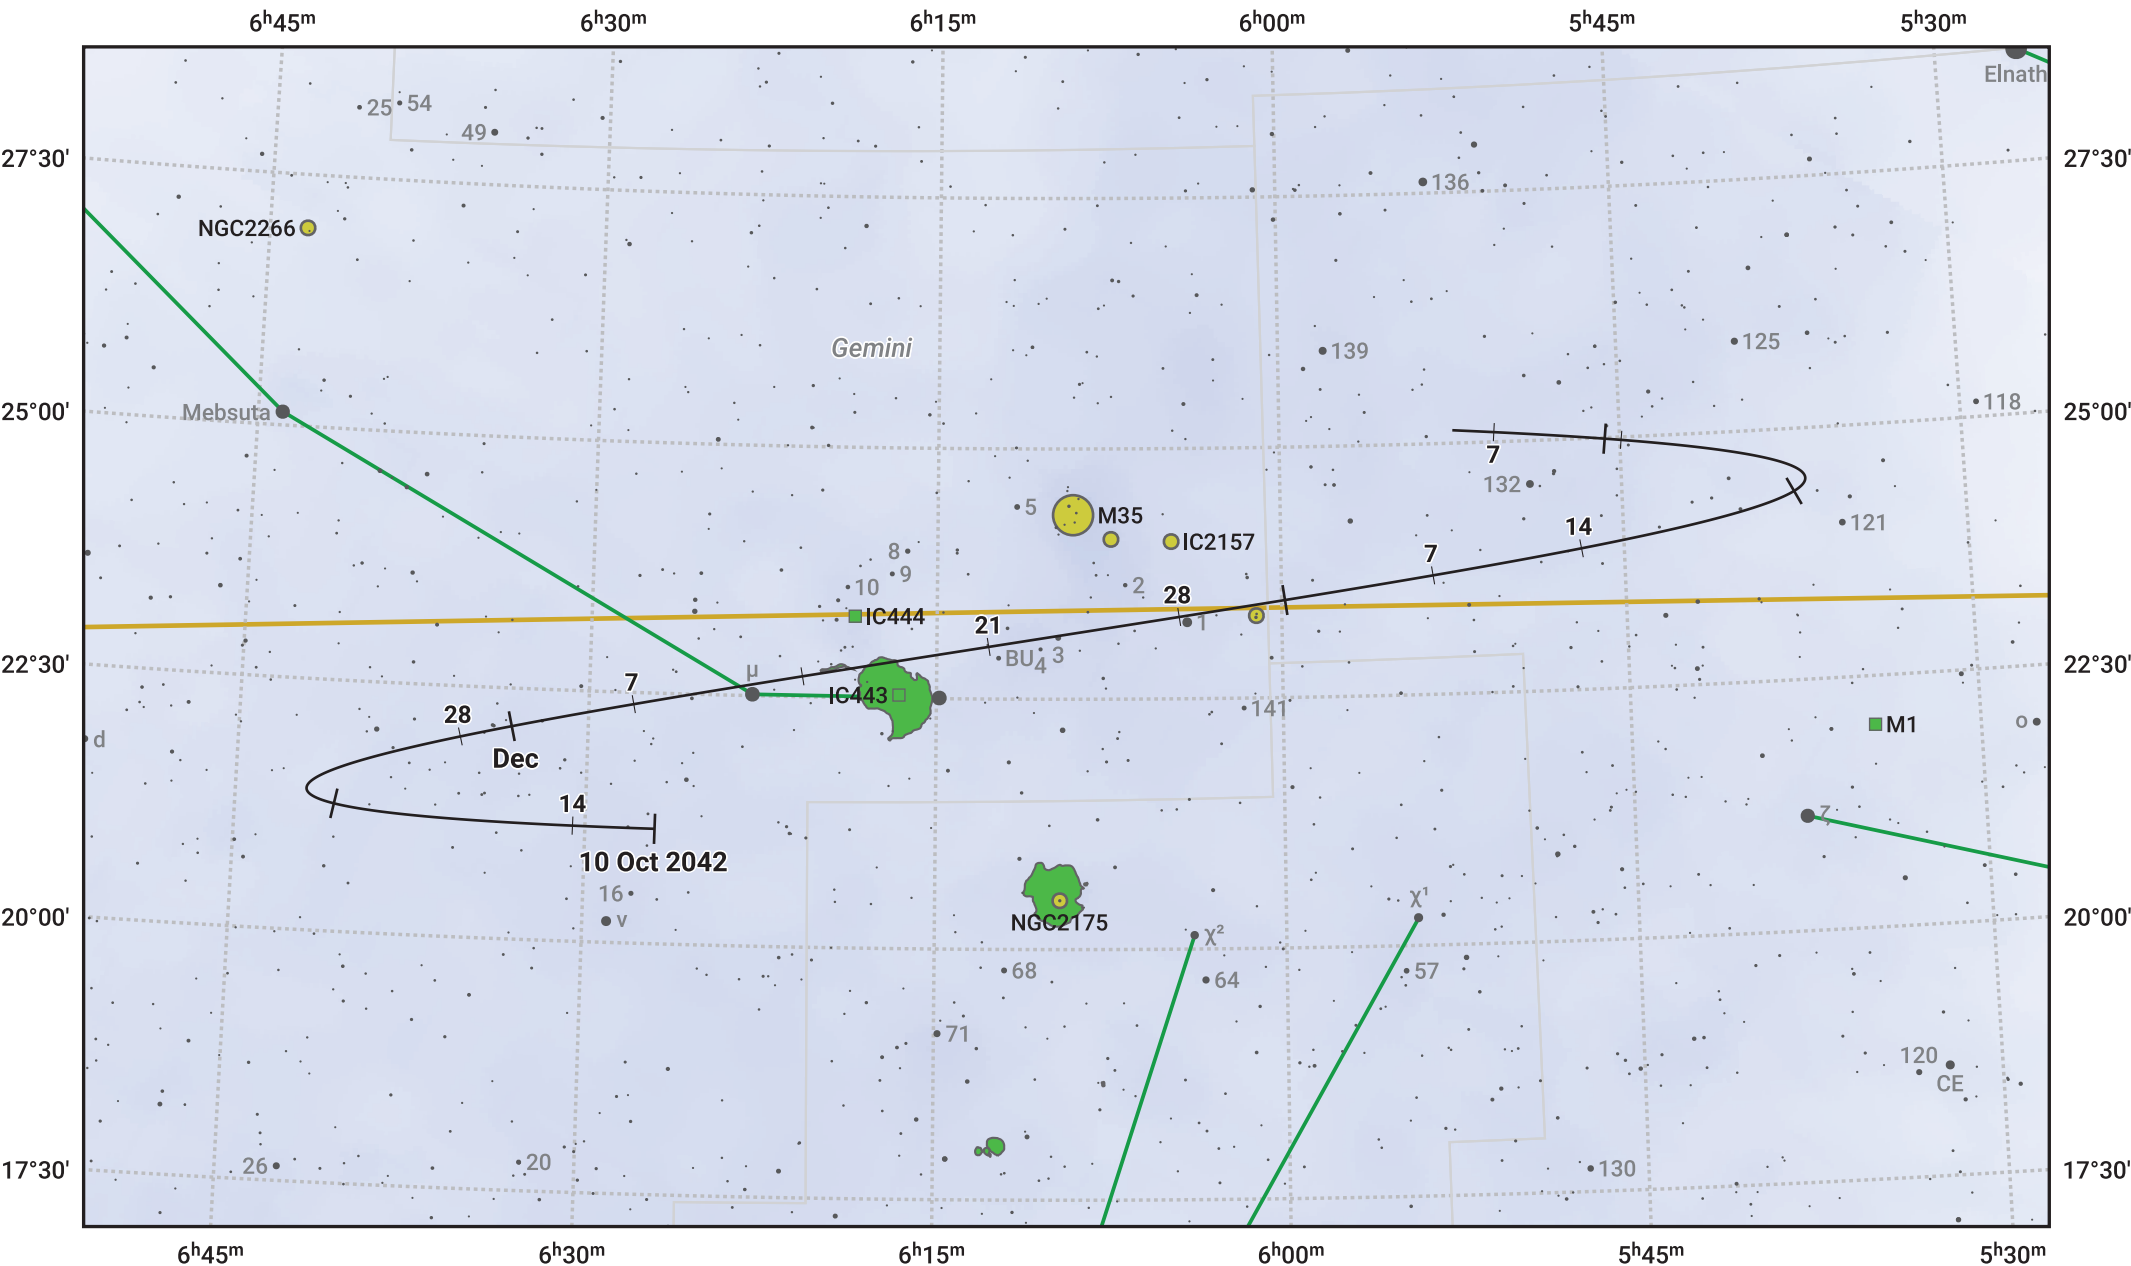 6ʰ45ᵐ 6ʰ30ᵐ 6ʰ15ᵐ 6ʰ00ᵐ 5ʰ45ᵐ 5ʰ30ᵐ
Elnath
25 54
49
27°30' 27°30'
136
NGC2266
Gemini
139
125
118
25°00' 25°00'
Mebsuta
7
132
5
M35
121
14
IC2157
8
7
9
10
2
28
IC444
1
21
BU 4 3
22°30' 22°30'
μ
7
IC443
141
28
M1
o
d
Dec
14
ζ
10 Oct 2042
16
ν
χ¹
20°00' 20°00'
NGC2175
χ²
68
57
64
71
120
CE
26
20
17°30' 17°30'
130
6ʰ45ᵐ 6ʰ30ᵐ 6ʰ15ᵐ 6ʰ00ᵐ 5ʰ45ᵐ 5ʰ30ᵐ